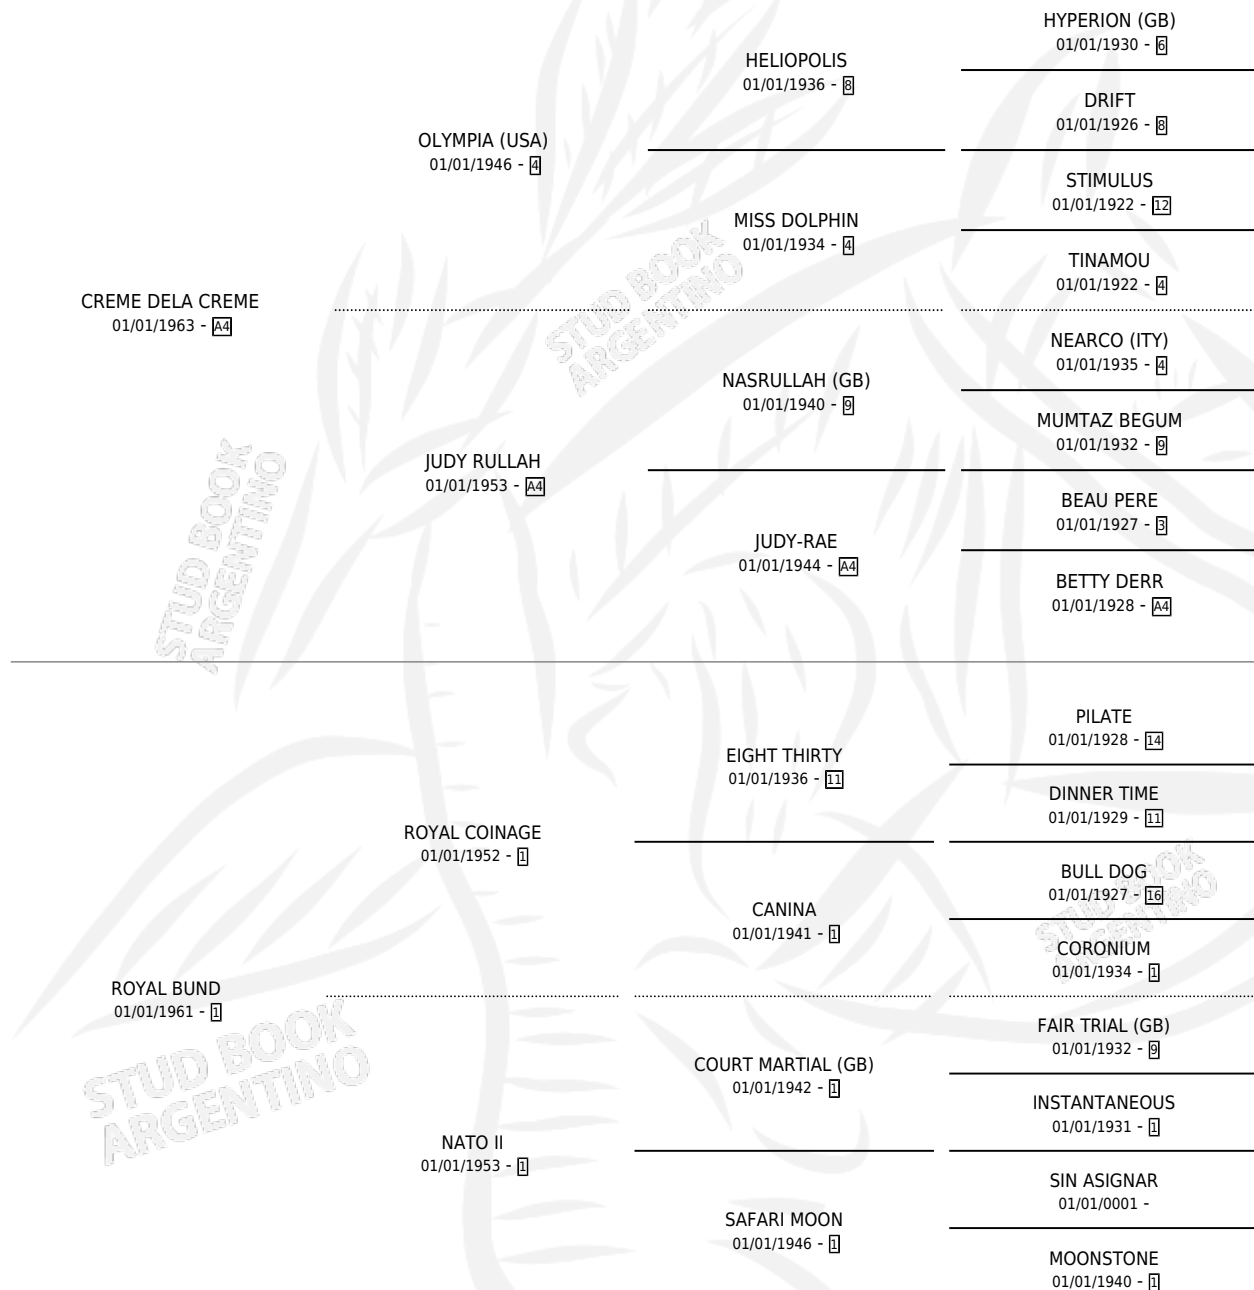 HYPERION (GB)
01/01/1930 - 6
HELIOPOLIS
01/01/1936 - 8
DRIFT
01/01/1926 - 8
OLYMPIA (USA)
01/01/1946 - 4
STIMULUS
01/01/1922 - 12
MISS DOLPHIN
01/01/1934 - 4
TINAMOU
01/01/1922 - 4
CREME DELA CREME
01/01/1963 - A4
NEARCO (ITY)
01/01/1935 - 4
NASRULLAH (GB)
01/01/1940 - 9
MUMTAZ BEGUM
01/01/1932 - 9
JUDY RULLAH
01/01/1953 - A4
BEAU PERE
01/01/1927 - 3
JUDY-RAE
01/01/1944 - A4
BETTY DERR
01/01/1928 - A4
PILATE
01/01/1928 - 14
EIGHT THIRTY
01/01/1936 - 11
DINNER TIME
01/01/1929 - 11
ROYAL COINAGE
01/01/1952 - 1
BULL DOG
01/01/1927 - 16
CANINA
01/01/1941 - 1
CORONIUM
01/01/1934 - 1
ROYAL BUND
01/01/1961 - 1
FAIR TRIAL (GB)
01/01/1932 - 9
COURT MARTIAL (GB)
01/01/1942 - 1
INSTANTANEOUS
01/01/1931 - 1
NATO II
01/01/1953 - 1
SIN ASIGNAR
01/01/0001 -
SAFARI MOON
01/01/1946 - 1
MOONSTONE
01/01/1940 - 1
STUD BOOK
ARGENTINO
STUD BOOK
ARGENTINO
STUD BOOK
ARGENTINO
STUD BOOK
ARGENTINO